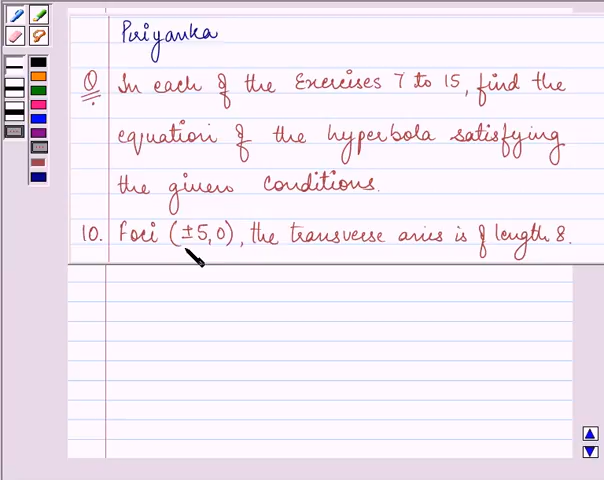 Priyanka
Q In each of the Exercises 7 to 15, find the
equation of the hyperbola satisfying
the given conditions.
10. Foci (±5,0), the transverse axis is of length 8.